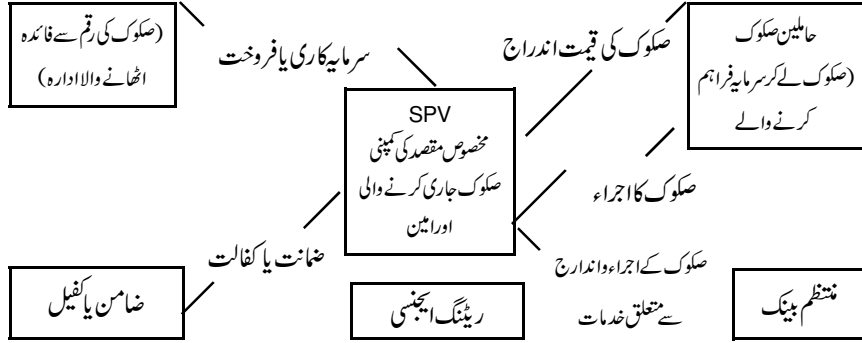 حاملین صکوک
(صکوک لے کر سرمایہ فراہم
کرنے والے
صکوک کی قیمت اندراج
سرمایہ کاری یا فروخت
(صکوک کی رقم سے فائدہ
اٹھانے والا ادارہ)
SPV
مخصوص مقصد کی کمپنی
صکوک جاری کرنے والی
اور امین
صکوک کا اجراء
ضمانت یا کفالت
صکوک کے اجراء واندارج
سے متعلق خدمات
منتظم بینک
ریٹنگ ایجنسی
ضامن یا کفیل